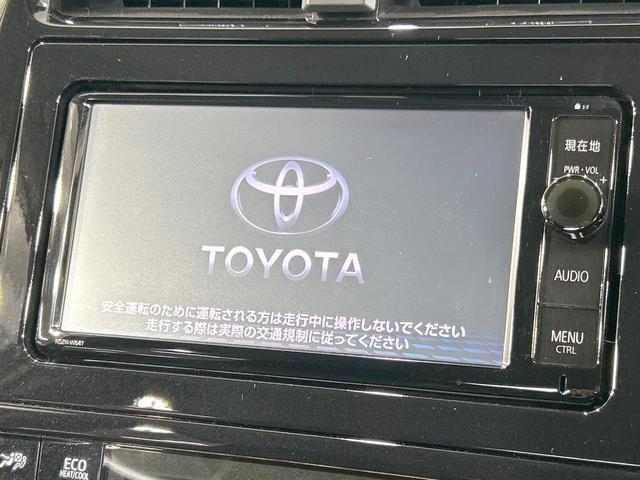 現在地
PWR・VOL
+
TOYOTA
AUDIO
安全運転のために運転される方は走行中に操作しないでください
走行する際は実際の交通規制に従ってください
MENU
CTRL
NSZN-W64T
ECO
HEAT/COOL